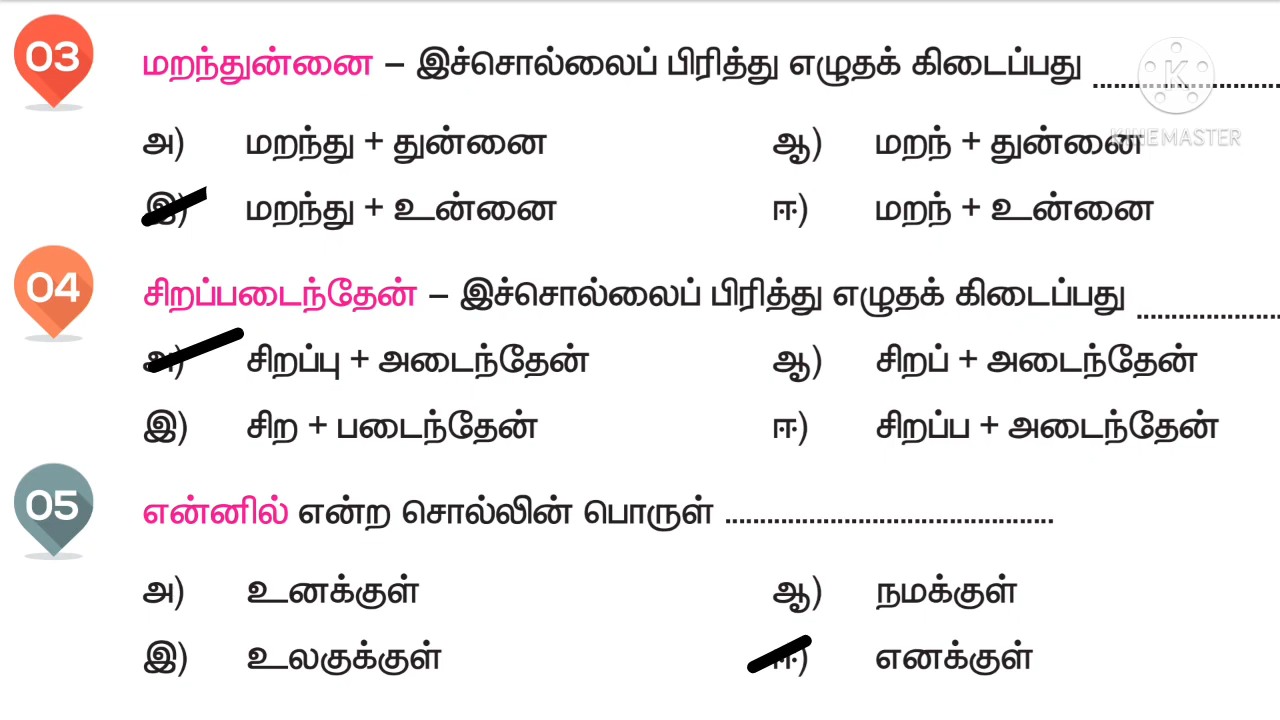 03 மறந்துன்னை – இச்சொல்லைப் பிரித்து எழுதக் கிடைப்பது ......................
KINEMASTER
அ) மறந்து + துன்னை ஆ) மறந் + துன்னை
இ) மறந்து + உன்னை ஈ) மறந் + உன்னை
04 சிறப்படைந்தேன் – இச்சொல்லைப் பிரித்து எழுதக் கிடைப்பது ......................
அ) சிறப்பு + அடைந்தேன் ஆ) சிறப் + அடைந்தேன்
இ) சிற + படைந்தேன் ஈ) சிறப்ப + அடைந்தேன்
05 என்னில் என்ற சொல்லின் பொருள் ...............................................
அ) உனக்குள் ஆ) நமக்குள்
இ) உலகுக்குள் ஈ) எனக்குள்